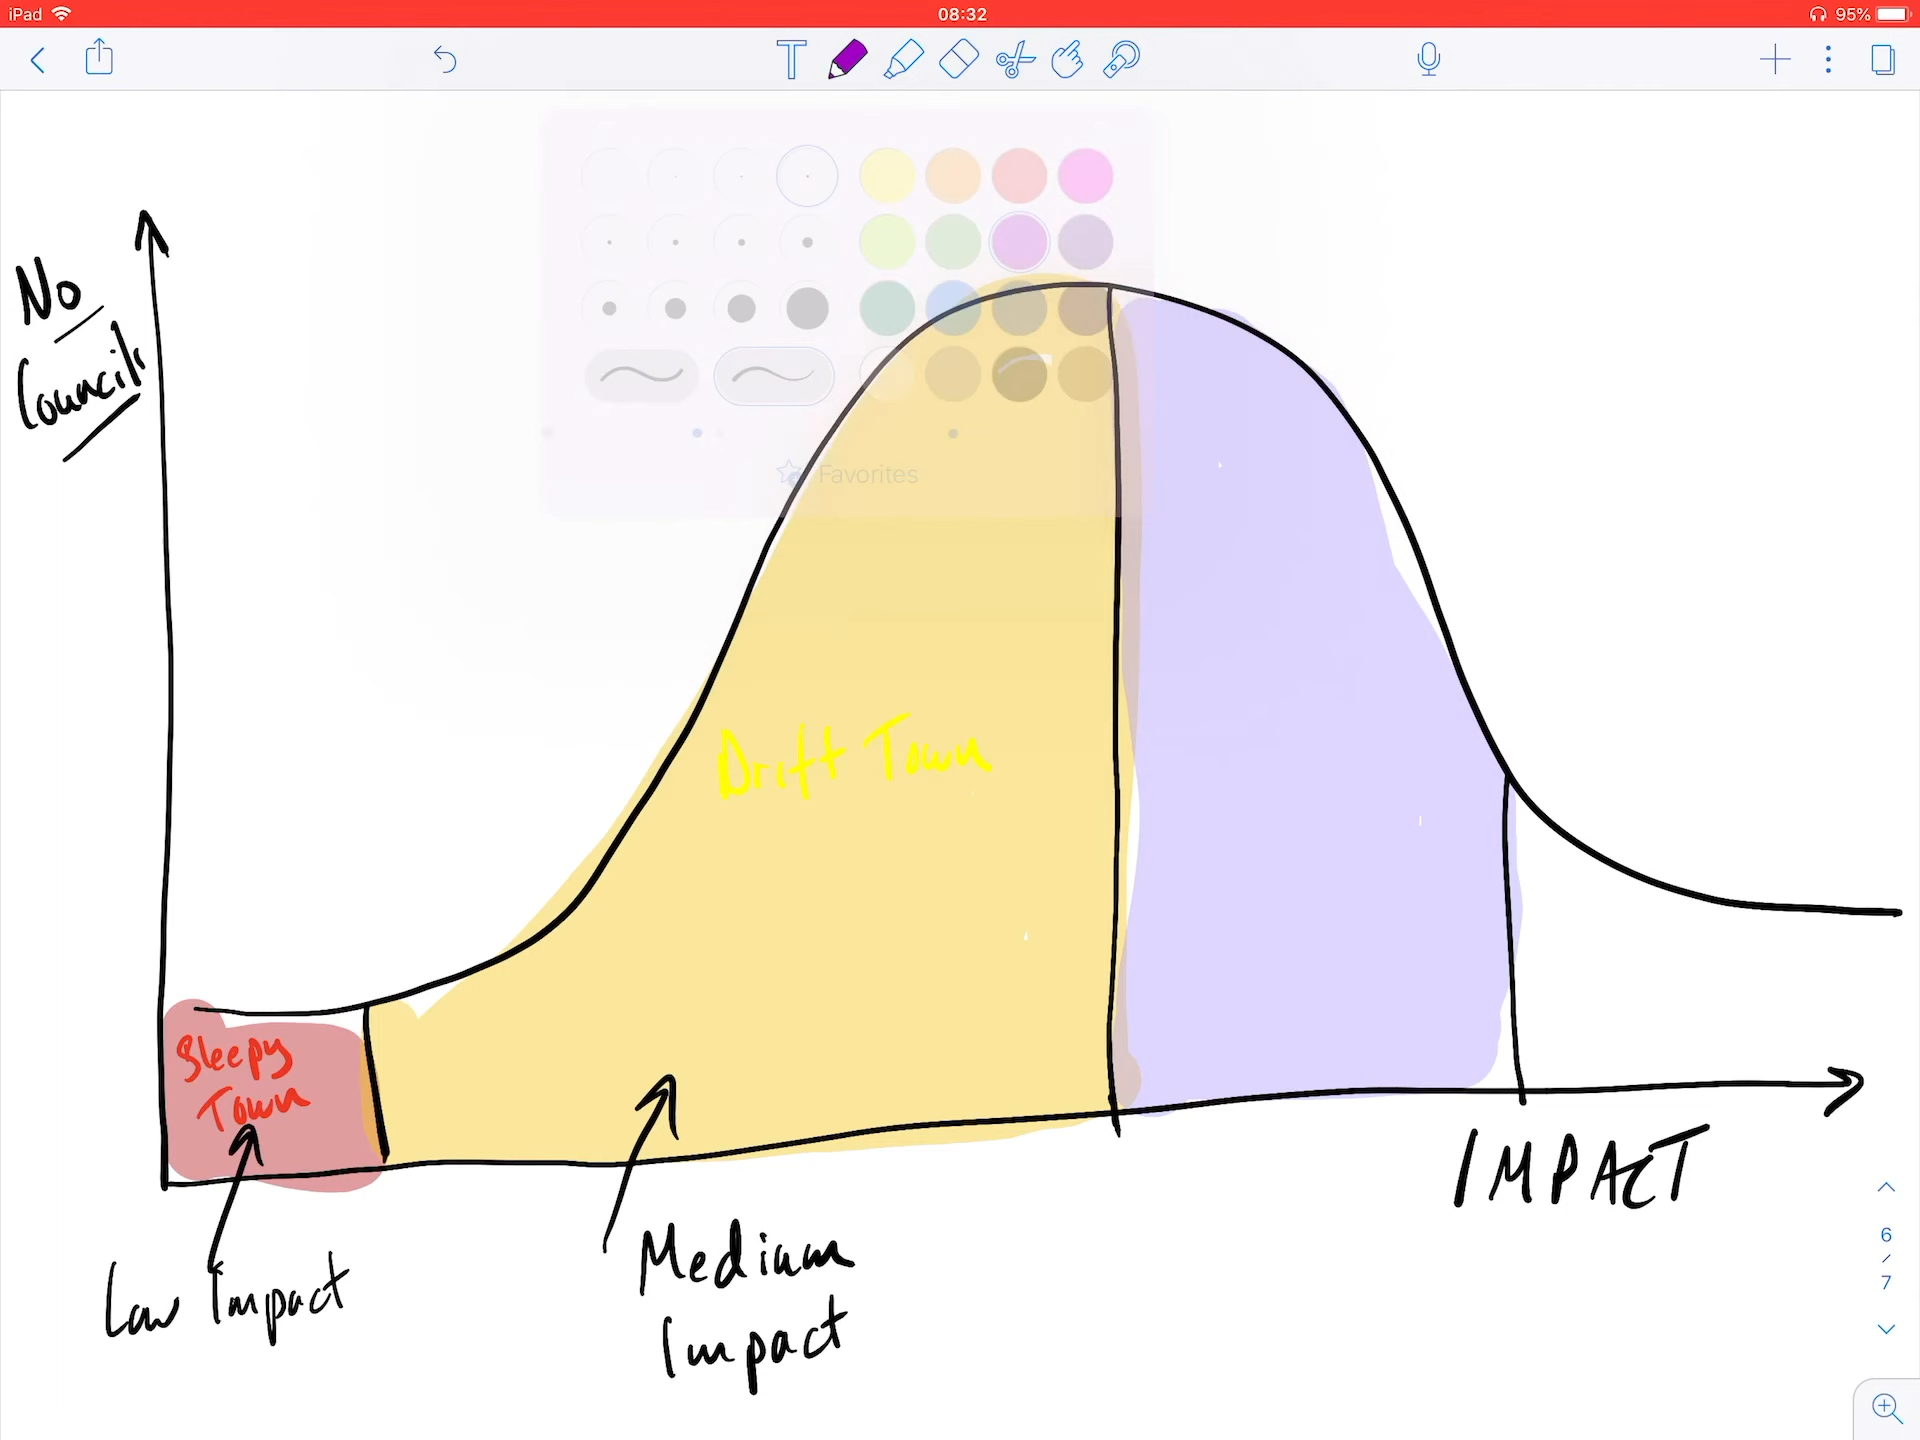 iPad
08:32
95%
T
Favorites
No
Councils
Drift Town
Sleepy
Town
IMPACT
Low Impact
Medium
Impact
6
/
7